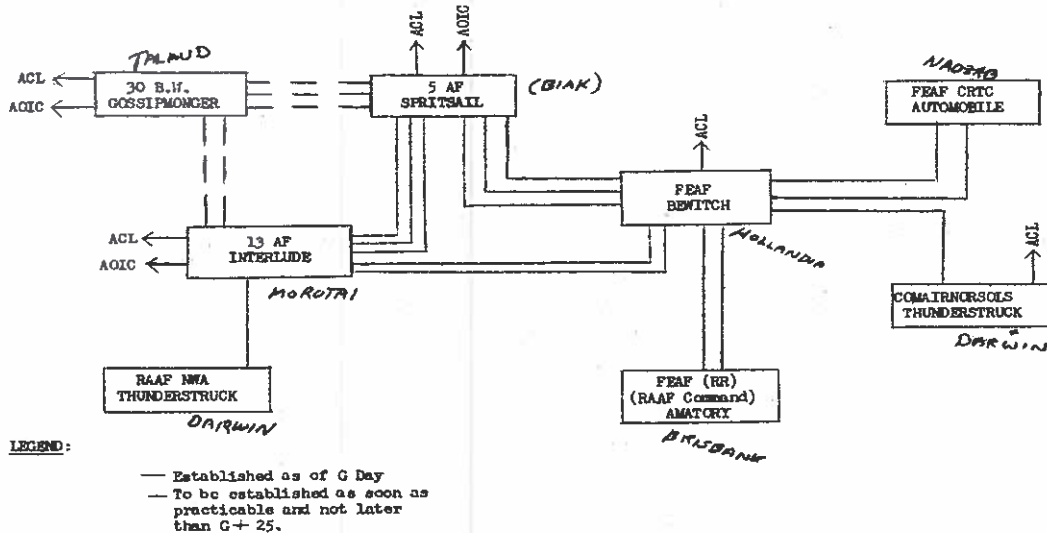 TALAUD
ACL
30 B.W.
GOSSIPMONGER
AOIC
ACL
AOIC
5 AF
SPRITSAIL
(BIAK)
NADZAB
FEAF CRTC
AUTOMOBILE
ACL
FEAF
BEWITCH
HOLLANDIA
ACL
AOIC
13 AF
INTERLUDE
MOROTAI
ACL
COMAIRNORSOLS
THUNDERSTRUCK
DARWIN
RAAF NWA
THUNDERSTRUCK
DARWIN
FEAF (RR)
(RAAF Command)
AMATORY
BRISBANK
LEGEND:
— Established as of G Day
— To be established as soon as
practicable and not later
than G+ 25.